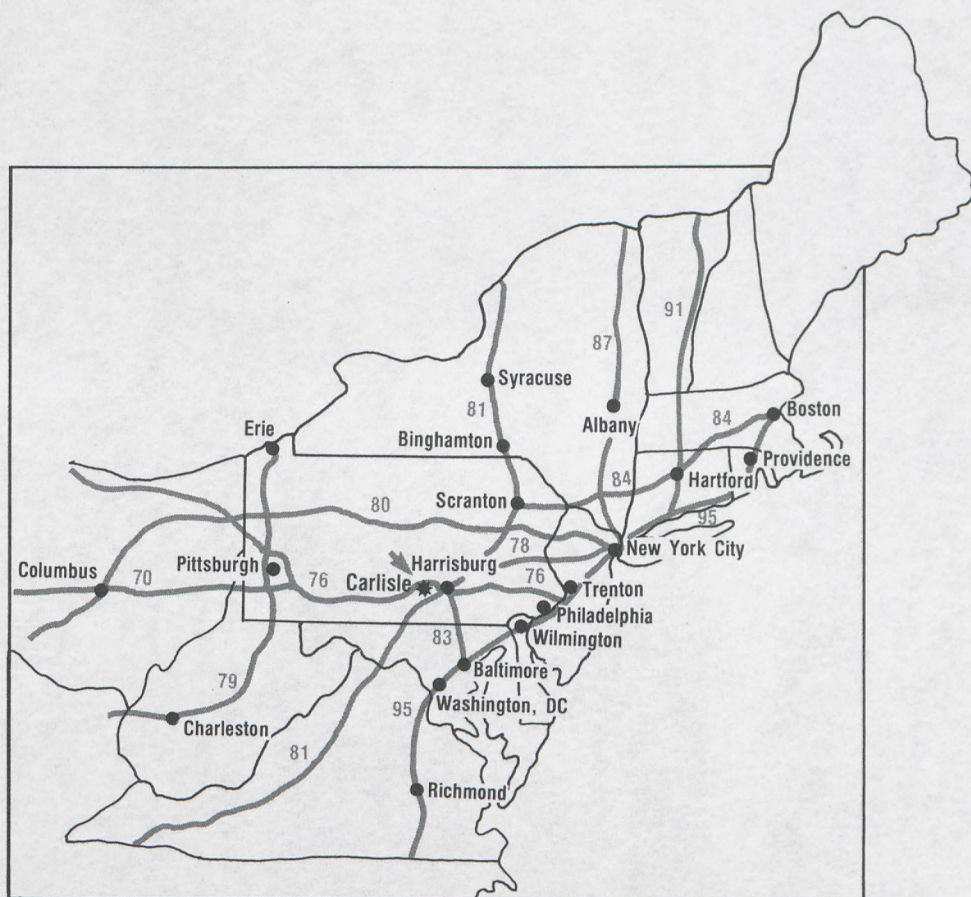 91
87
Syracuse
81
Albany
84
Boston
Erie
Binghamton
Providence
84
Hartford
Scranton
80
95
78
New York City
Columbus
70
Pittsburgh
76
Carlisle
Harrisburg
76
Trenton
Philadelphia
83
Wilmington
Baltimore
79
95
Washington, DC
Charleston
81
Richmond